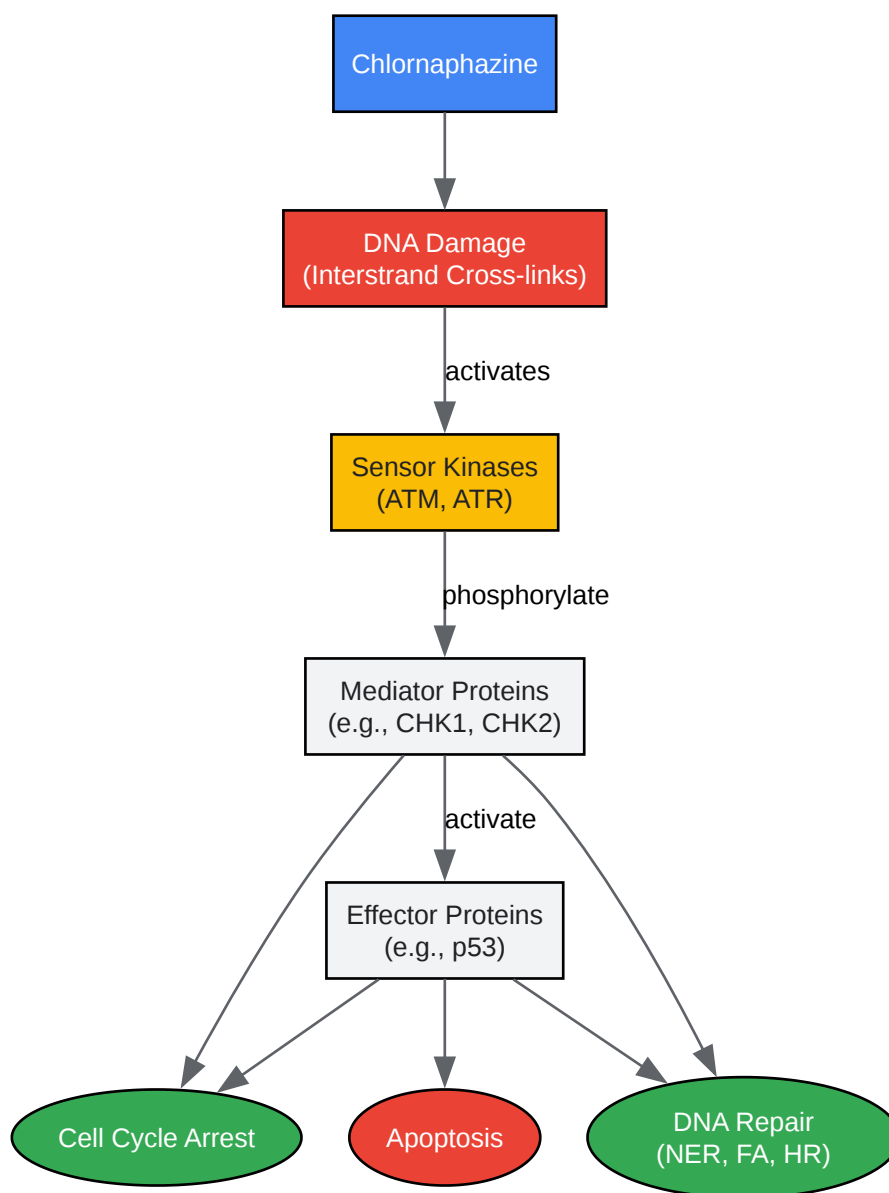 Chlornaphazine
DNA Damage
(Interstrand Cross-links)
activates
Sensor Kinases
(ATM, ATR)
phosphorylate
Mediator Proteins
(e.g., CHK1, CHK2)
activate
Effector Proteins
(e.g., p53)
Cell Cycle Arrest
Apoptosis
DNA Repair
(NER, FA, HR)